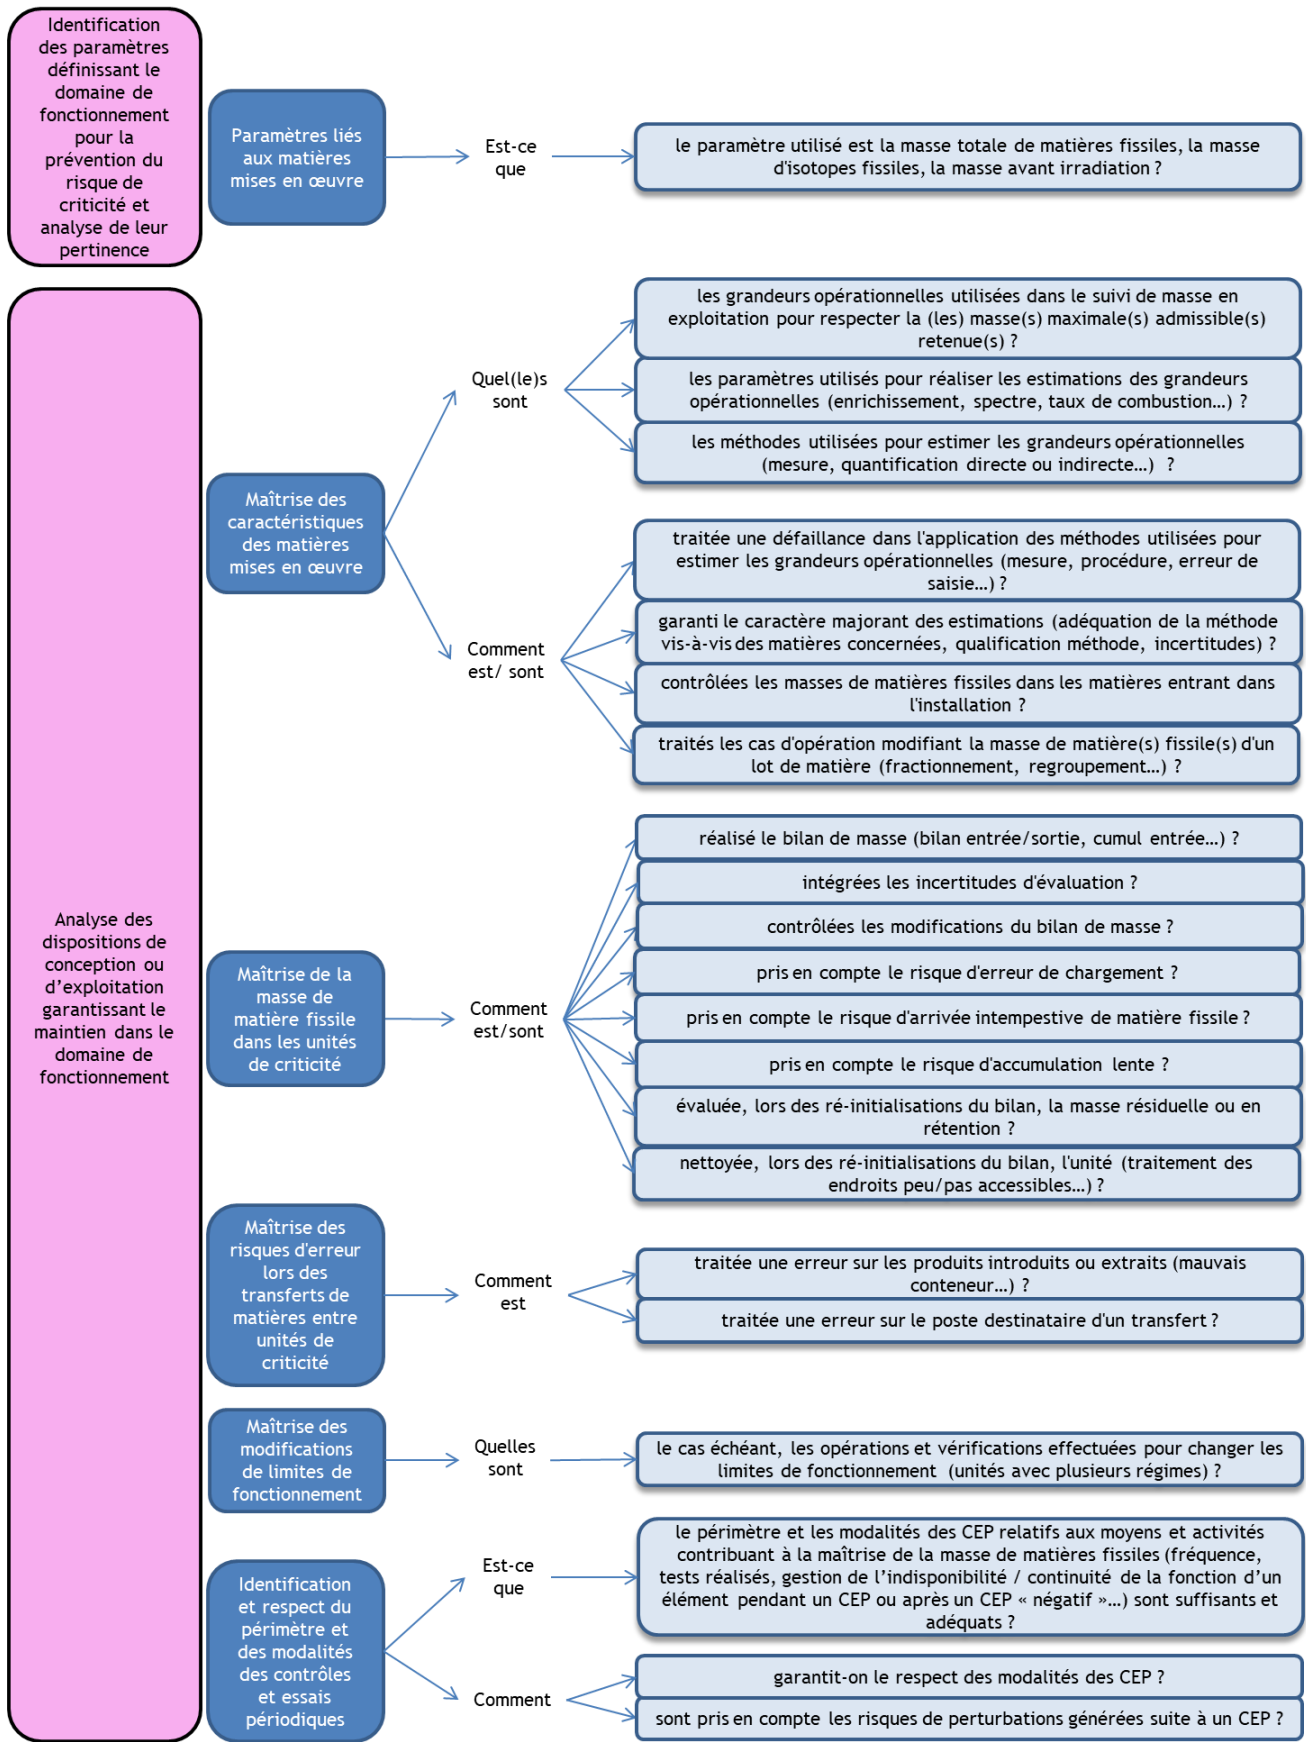 Identification
des paramètres
définissant le
domaine de
fonctionnement
pour la
prévention du
risque de
criticité et
analyse de leur
pertinence
Paramètres liés
aux matières
mises en œuvre
Est-ce
que
le paramètre utilisé est la masse totale de matières fissiles, la masse
d'isotopes fissiles, la masse avant irradiation ?
Analyse des
dispositions de
conception ou
d’exploitation
garantissant le
maintien dans le
domaine de
fonctionnement
Maîtrise des
caractéristiques
des matières
mises en œuvre
Quel(le)s
sont
les grandeurs opérationnelles utilisées dans le suivi de masse en
exploitation pour respecter la (les) masse(s) maximale(s) admissible(s)
retenue(s) ?
les paramètres utilisés pour réaliser les estimations des grandeurs
opérationnelles (enrichissement, spectre, taux de combustion…) ?
les méthodes utilisées pour estimer les grandeurs opérationnelles
(mesure, quantification directe ou indirecte…) ?
Comment
est/ sont
traitée une défaillance dans l'application des méthodes utilisées pour
estimer les grandeurs opérationnelles (mesure, procédure, erreur de
saisie…) ?
garanti le caractère majorant des estimations (adéquation de la méthode
vis-à-vis des matières concernées, qualification méthode, incertitudes) ?
contrôlées les masses de matières fissiles dans les matières entrant dans
l'installation ?
traités les cas d'opération modifiant la masse de matière(s) fissile(s) d'un
lot de matière (fractionnement, regroupement…) ?
Maîtrise de la
masse de
matière fissile
dans les unités
de criticité
Comment
est/sont
réalisé le bilan de masse (bilan entrée/sortie, cumul entrée…) ?
intégrées les incertitudes d'évaluation ?
contrôlées les modifications du bilan de masse ?
pris en compte le risque d'erreur de chargement ?
pris en compte le risque d'arrivée intempestive de matière fissile ?
pris en compte le risque d'accumulation lente ?
évaluée, lors des ré-initialisations du bilan, la masse résiduelle ou en
rétention ?
nettoyée, lors des ré-initialisations du bilan, l'unité (traitement des
endroits peu/pas accessibles…) ?
Maîtrise des
risques d'erreur
lors des
transferts de
matières entre
unités de
criticité
Comment
est
traitée une erreur sur les produits introduits ou extraits (mauvais
conteneur…) ?
traitée une erreur sur le poste destinataire d'un transfert ?
Maîtrise des
modifications
de limites de
fonctionnement
Quelles
sont
le cas échéant, les opérations et vérifications effectuées pour changer les
limites de fonctionnement (unités avec plusieurs régimes) ?
Identification
et respect du
périmètre et
des modalités
des contrôles
et essais
périodiques
Est-ce
que
le périmètre et les modalités des CEP relatifs aux moyens et activités
contribuant à la maîtrise de la masse de matières fissiles (fréquence,
tests réalisés, gestion de l’indisponibilité / continuité de la fonction d’un
élément pendant un CEP ou après un CEP « négatif »…) sont suffisants et
adéquats ?
Comment
garantit-on le respect des modalités des CEP ?
sont pris en compte les risques de perturbations générées suite à un CEP ?